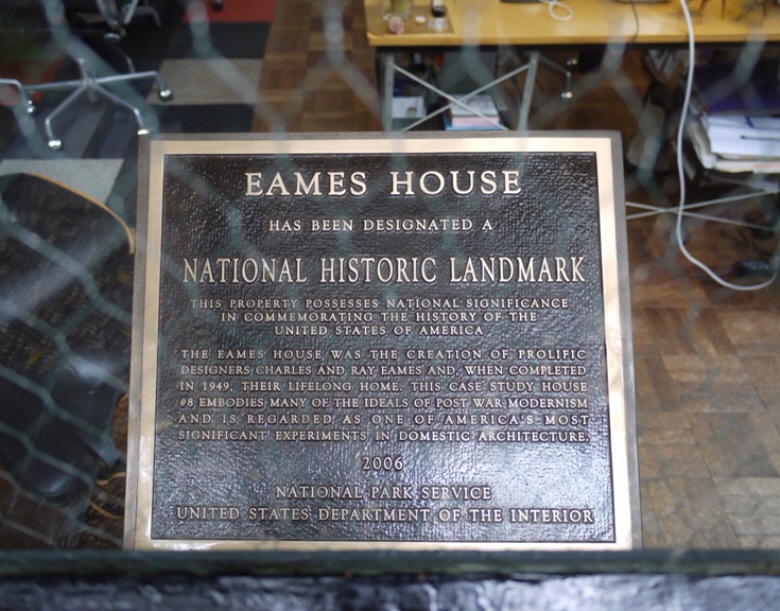 EAMES HOUSE
HAS BEEN DESIGNATED A
NATIONAL HISTORIC LANDMARK
THIS PROPERTY POSSESSES NATIONAL SIGNIFICANCE
IN COMMEMORATING THE HISTORY OF THE
UNITED STATES OF AMERICA
THE EAMES HOUSE WAS THE CREATION OF PROLIFIC
DESIGNERS CHARLES AND RAY EAMES AND, WHEN COMPLETED
IN 1949, THEIR LIFELONG HOME. THIS CASE STUDY HOUSE
#8 EMBODIES MANY OF THE IDEALS OF POST WAR MODERNISM
AND IS REGARDED AS ONE OF AMERICA'S MOST
SIGNIFICANT EXPERIMENTS IN DOMESTIC ARCHITECTURE.
2006
NATIONAL PARK SERVICE
UNITED STATES DEPARTMENT OF THE INTERIOR